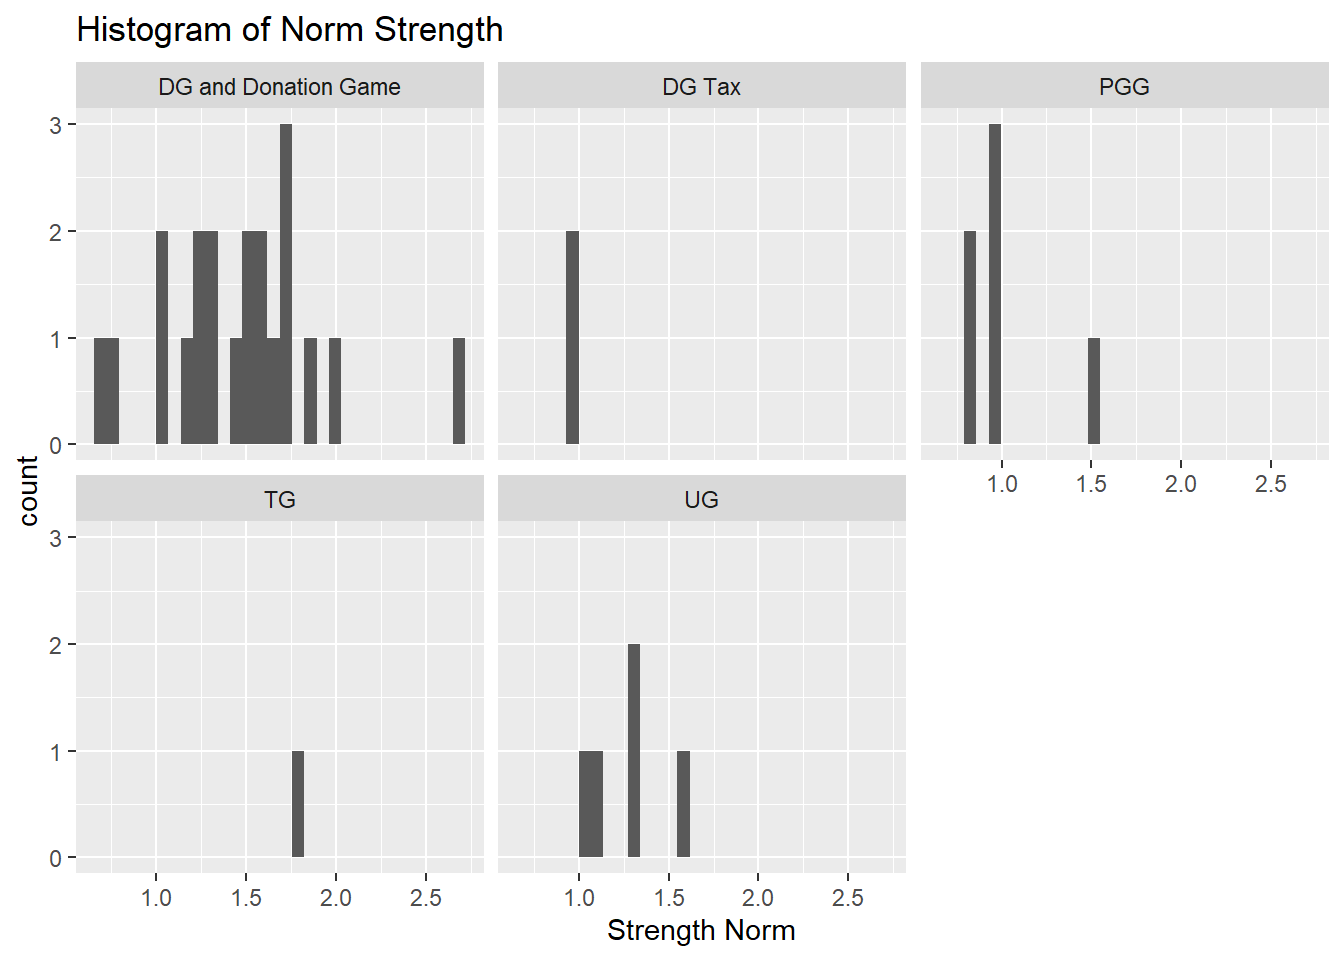 Histogram of Norm Strength
DG and Donation Game
DG Tax
PGG
3
2
1
0
1.0 1.5 2.0 2.5
count
TG
UG
3
2
1
0
1.0 1.5 2.0 2.5
1.0 1.5 2.0 2.5
Strength Norm